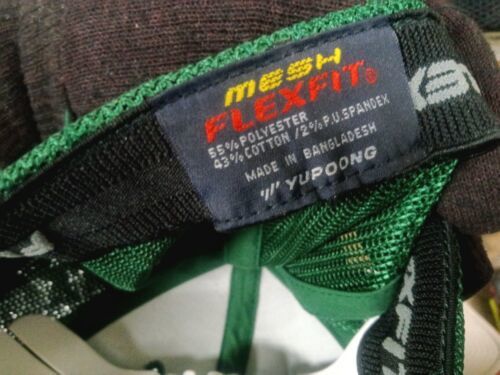 MESH
FLEXFIT®
55% POLYESTER
43% COTTON /2% P.U.SPANDEX
MADE IN BANGLADESH
YUPOONG